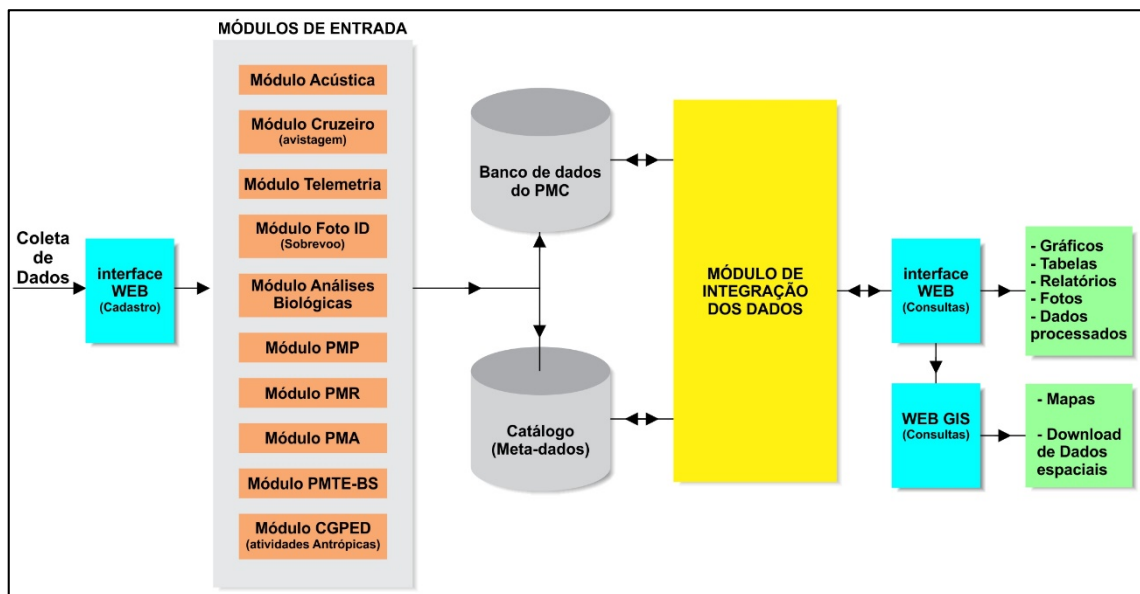 MÓDULOS DE ENTRADA
Coleta
de
Dados
interface
WEB
(Cadastro)
Módulo Acústica
Módulo Cruzeiro
(avistagem)
Módulo Telemetria
Módulo Foto ID
(Sobrevoo)
Módulo Análises
Biológicas
Módulo PMP
Módulo PMR
Módulo PMA
Módulo PMTE-BS
Módulo CGPED
(atividades Antrópicas)
Banco de dados
do PMC
Catálogo
(Meta-dados)
MÓDULO DE
INTEGRAÇÃO
DOS DADOS
interface
WEB
(Consultas)
- Gráficos
- Tabelas
- Relatórios
- Fotos
- Dados
processados
WEB GIS
(Consultas)
- Mapas
- Download
de Dados
espaciais